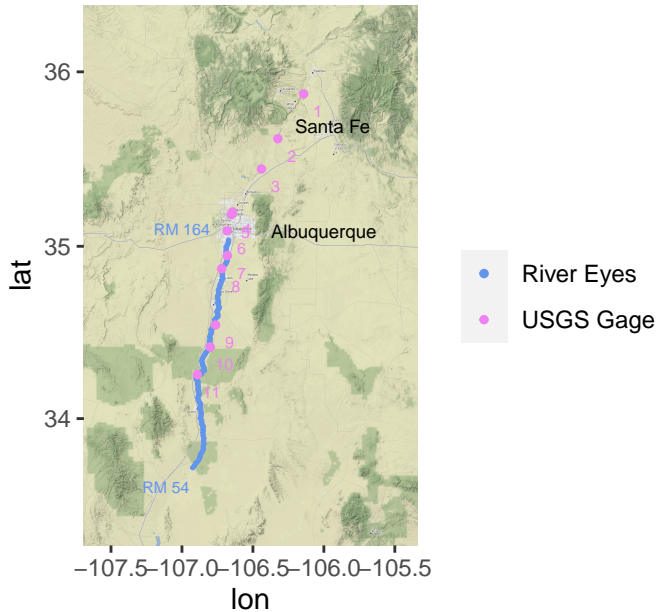 36
35
34
lat
1
Santa Fe
2
3
RM 164
4
5
Albuquerque
6
7
8
9
10
11
RM 54
−107.5
−107.0
−106.5
−106.0
−105.5
lon
River Eyes
USGS Gage